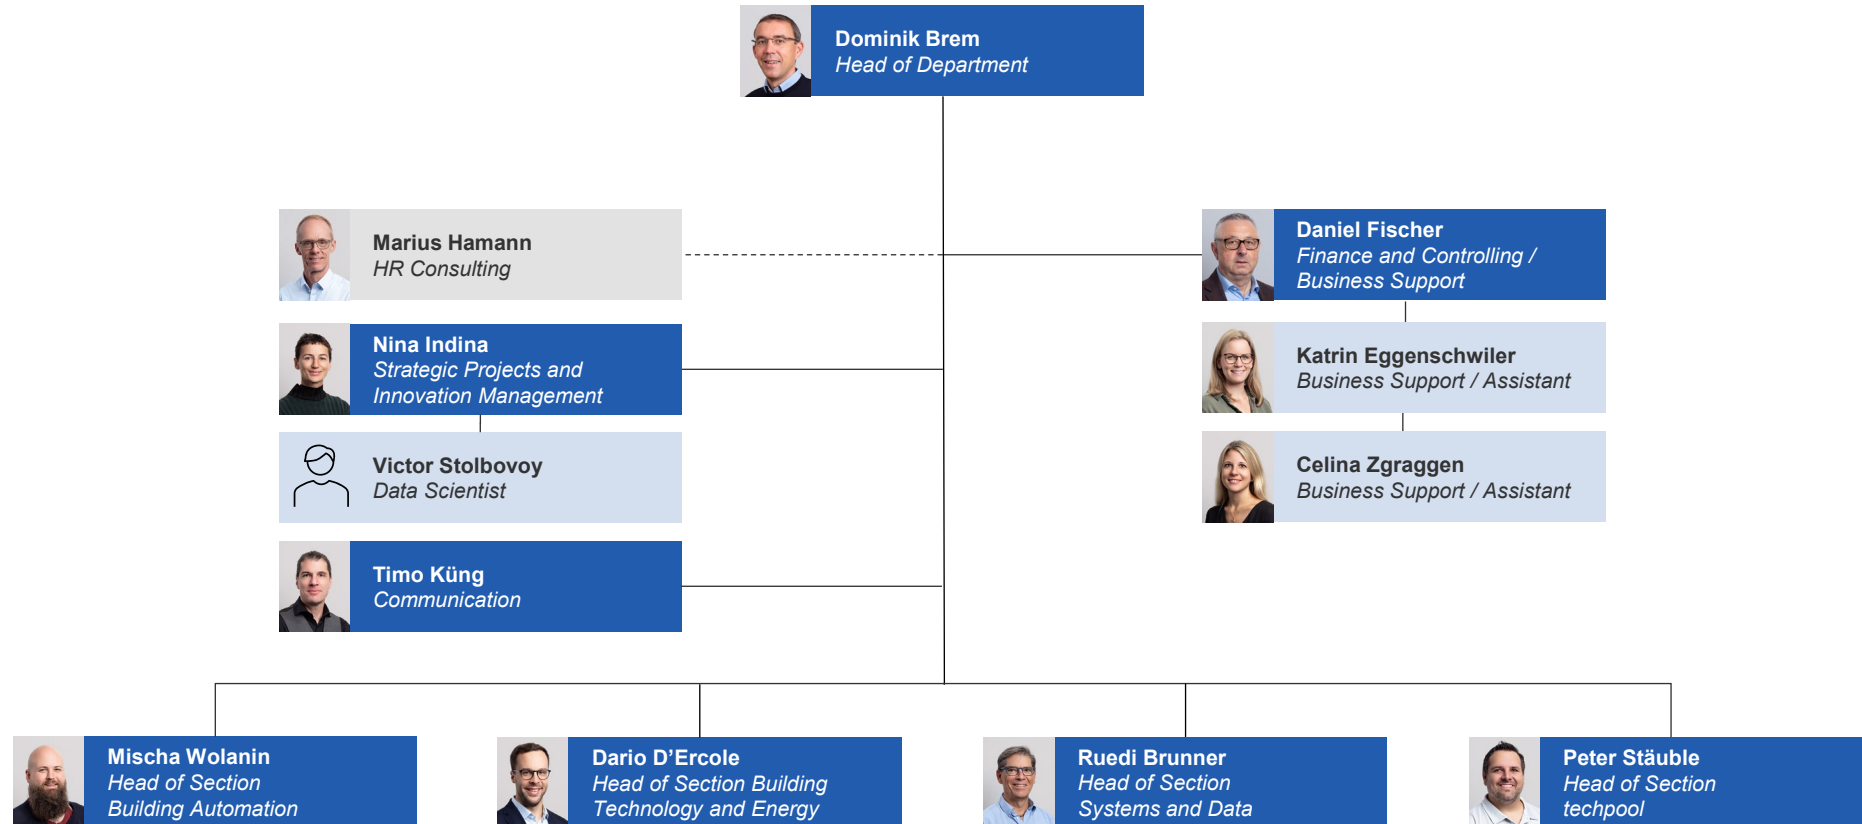 Dominik Brem
Head of Department
Marius Hamann
HR Consulting
Daniel Fischer
Finance and Controlling /
Business Support
Nina Indina
Strategic Projects and
Innovation Management
Katrin Eggenschwiler
Business Support / Assistant
Victor Stolbovoy
Data Scientist
Celina Zgraggen
Business Support / Assistant
Timo Küng
Communication
Mischa Wolanin
Head of Section
Building Automation
Dario D’Ercole
Head of Section Building
Technology and Energy
Ruedi Brunner
Head of Section
Systems and Data
Peter Stäuble
Head of Section
techpool